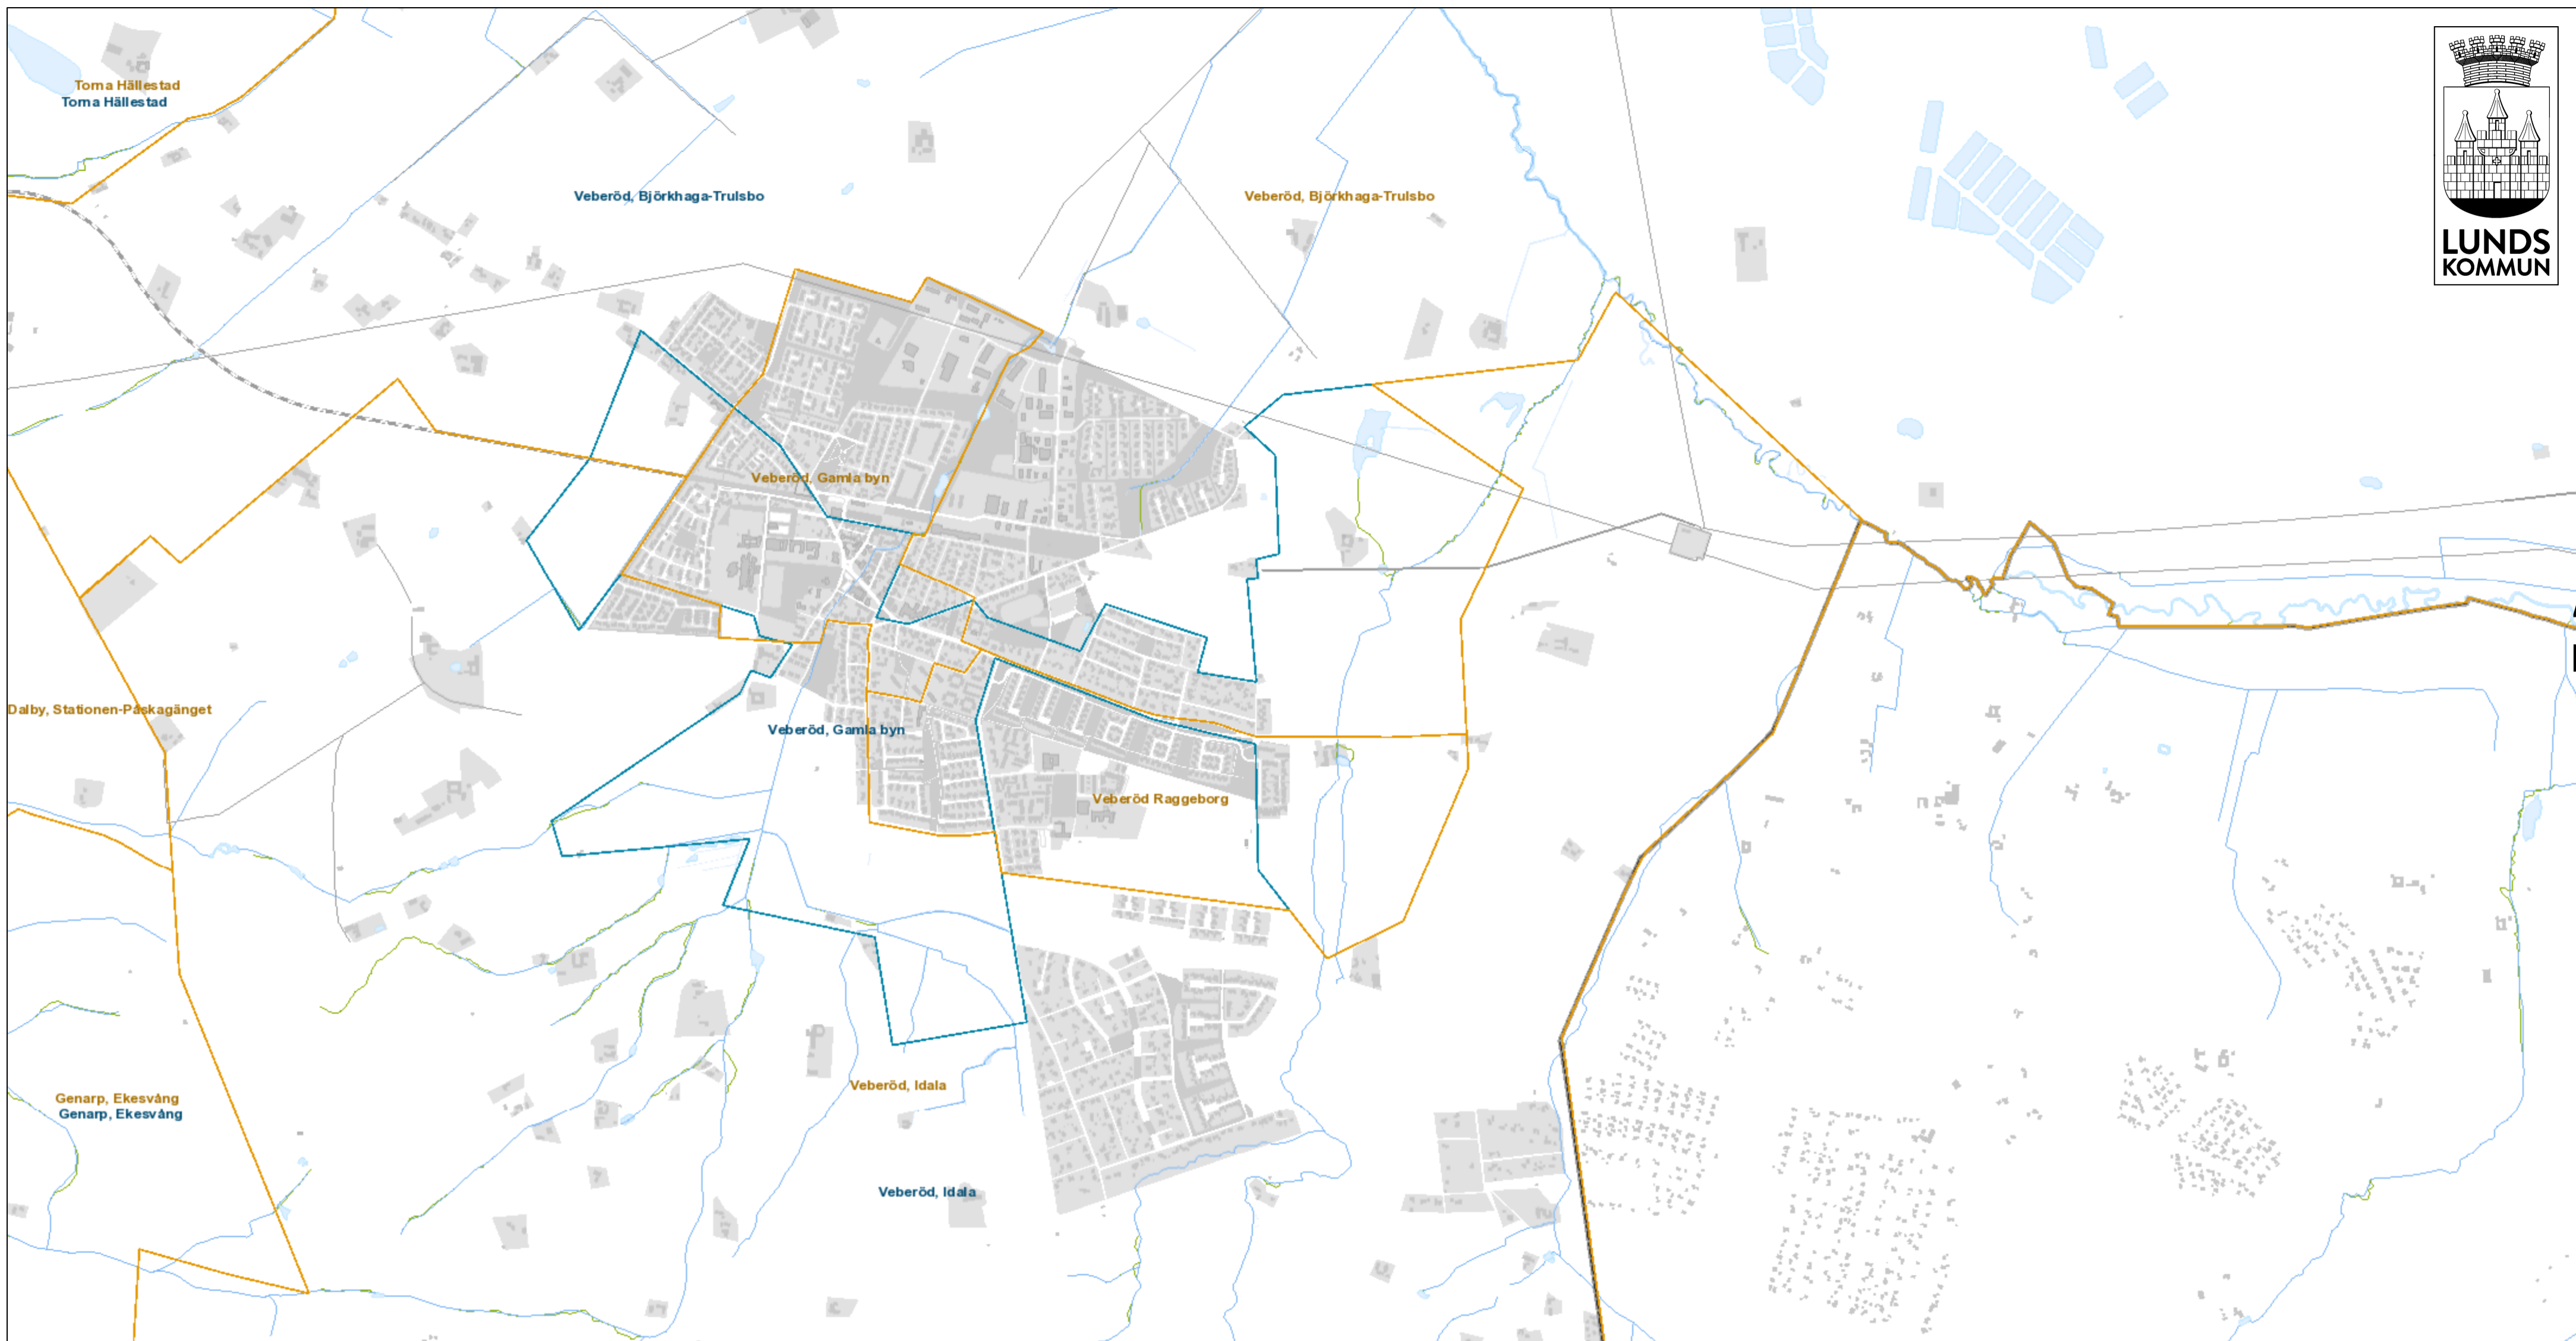 Torna Hällestad
Torna Hällestad
Veberöd, Björkhaga-Trulsbo
Veberöd, Björkhaga-Trulsbo
LUNDS
KOMMUN
Veberöd, Gamla byn
Dalby, Stationen-Påskagänget
Veberöd, Gamla byn
Veberöd Raggeborg
Veberöd, Idala
Genarp, Ekesvång
Genarp, Ekesvång
Veberöd, Idala